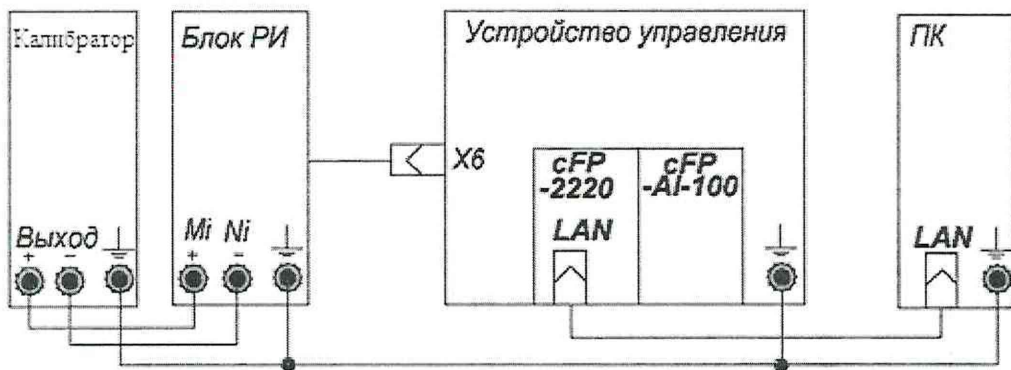 Калибратор
Блок РИ
Устройство управления
ПК
X6
cFP
-2220
cFP
-AI-100
LAN
LAN
Выход
+ -
Mi Ni
+ -